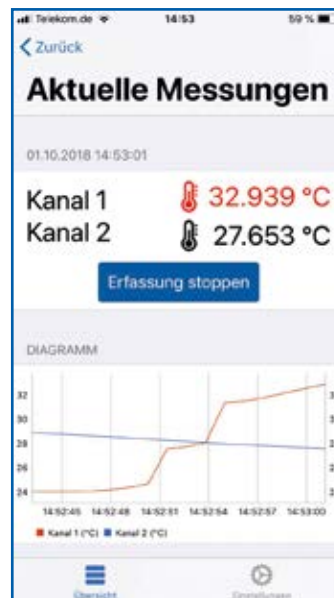 Telekom.de 14:53 59 %
Zurück
Aktuelle Messungen
01.10.2018 14:53:01
Kanal 1 32.939 °C
Kanal 2 27.653 °C
Erfassung stoppen
DIAGRAMM
32
30
28
26
24
14:52:45 14:52:48 14:52:51 14:52:54 14:52:57 14:53:00
Kanal 1 (°C) Kanal 2 (°C)
Übersicht Einstellungen